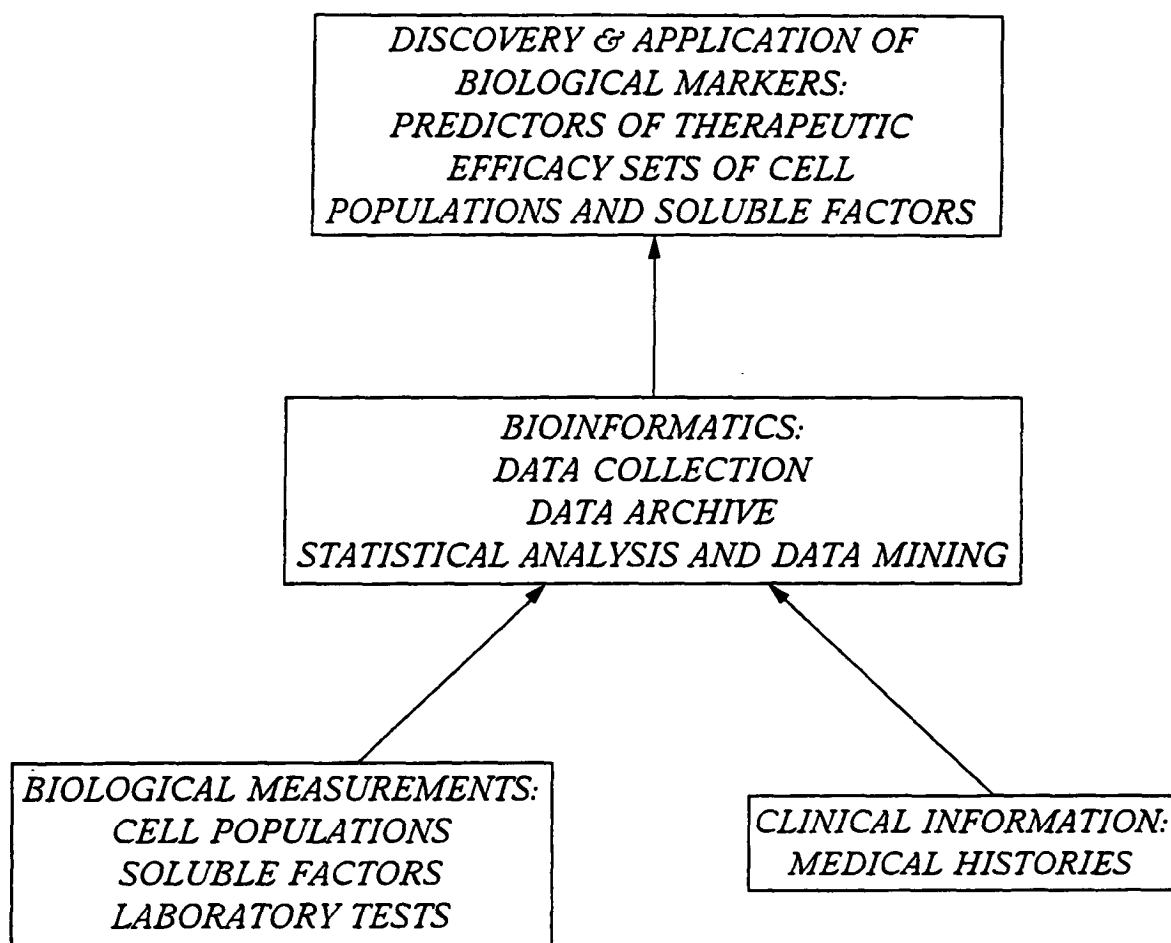 DISCOVERY & APPLICATION OF
BIOLOGICAL MARKERS:
PREDICTORS OF THERAPEUTIC
EFFICACY SETS OF CELL
POPULATIONS AND SOLUBLE FACTORS
BIOINFORMATICS:
DATA COLLECTION
DATA ARCHIVE
STATISTICAL ANALYSIS AND DATA MINING
BIOLOGICAL MEASUREMENTS:
CELL POPULATIONS
SOLUBLE FACTORS
LABORATORY TESTS
CLINICAL INFORMATION:
MEDICAL HISTORIES